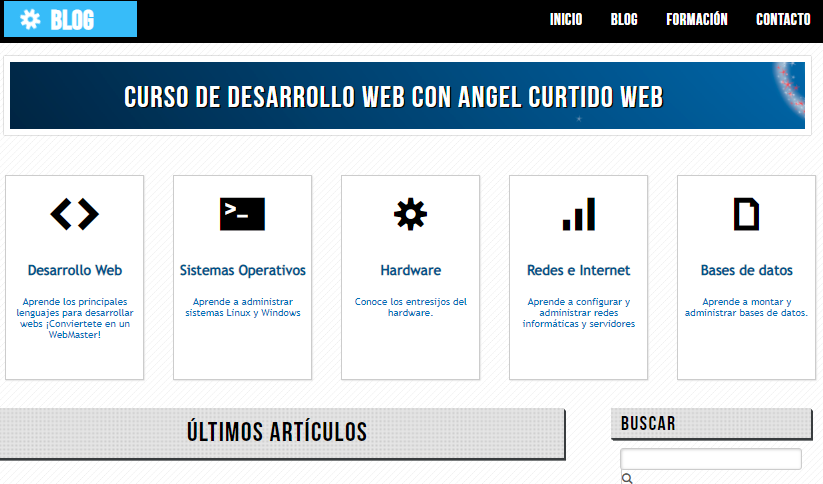 BLOG
INICIO BLOG FORMACIÓN CONTACTO
CURSO DE DESARROLLO WEB CON ANGEL CURTIDO WEB
Desarrollo Web
Aprende los principales
lenguajes para desarrollar
webs ¡Conviertete en un
WebMaster!
Sistemas Operativos
Aprende a administrar
sistemas Linux y Windows
Hardware
Conoce los entresijos del
hardware.
Redes e Internet
Aprende a configurar y
administrar redes
informáticas y servidores
Bases de datos
Aprende a montar y
administrar bases de datos.
ÚLTIMOS ARTÍCULOS
BUSCAR